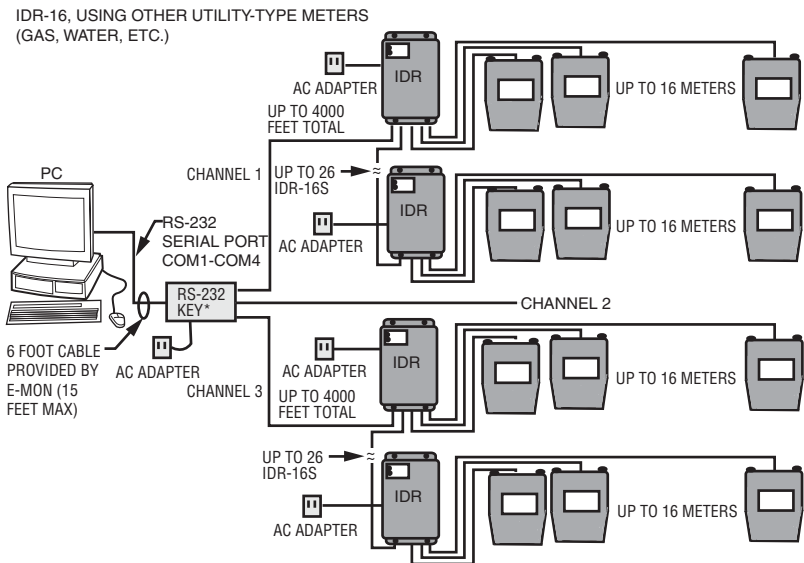 IDR-16, USING OTHER UTILITY-TYPE METERS
(GAS, WATER, ETC.)
AC ADAPTER
IDR
UP TO 16 METERS
UP TO 4000
FEET TOTAL
CHANNEL 1
UP TO 26
IDR-16S
IDR
AC ADAPTER
UP TO 16 METERS
PC
RS-232
SERIAL PORT
COM1-COM4
RS-232
KEY*
CHANNEL 2
6 FOOT CABLE
PROVIDED BY
E-MON (15
FEET MAX)
AC ADAPTER
CHANNEL 3
AC ADAPTER
IDR
UP TO 16 METERS
UP TO 4000
FEET TOTAL
UP TO 26
IDR-16S
IDR
AC ADAPTER
UP TO 16 METERS